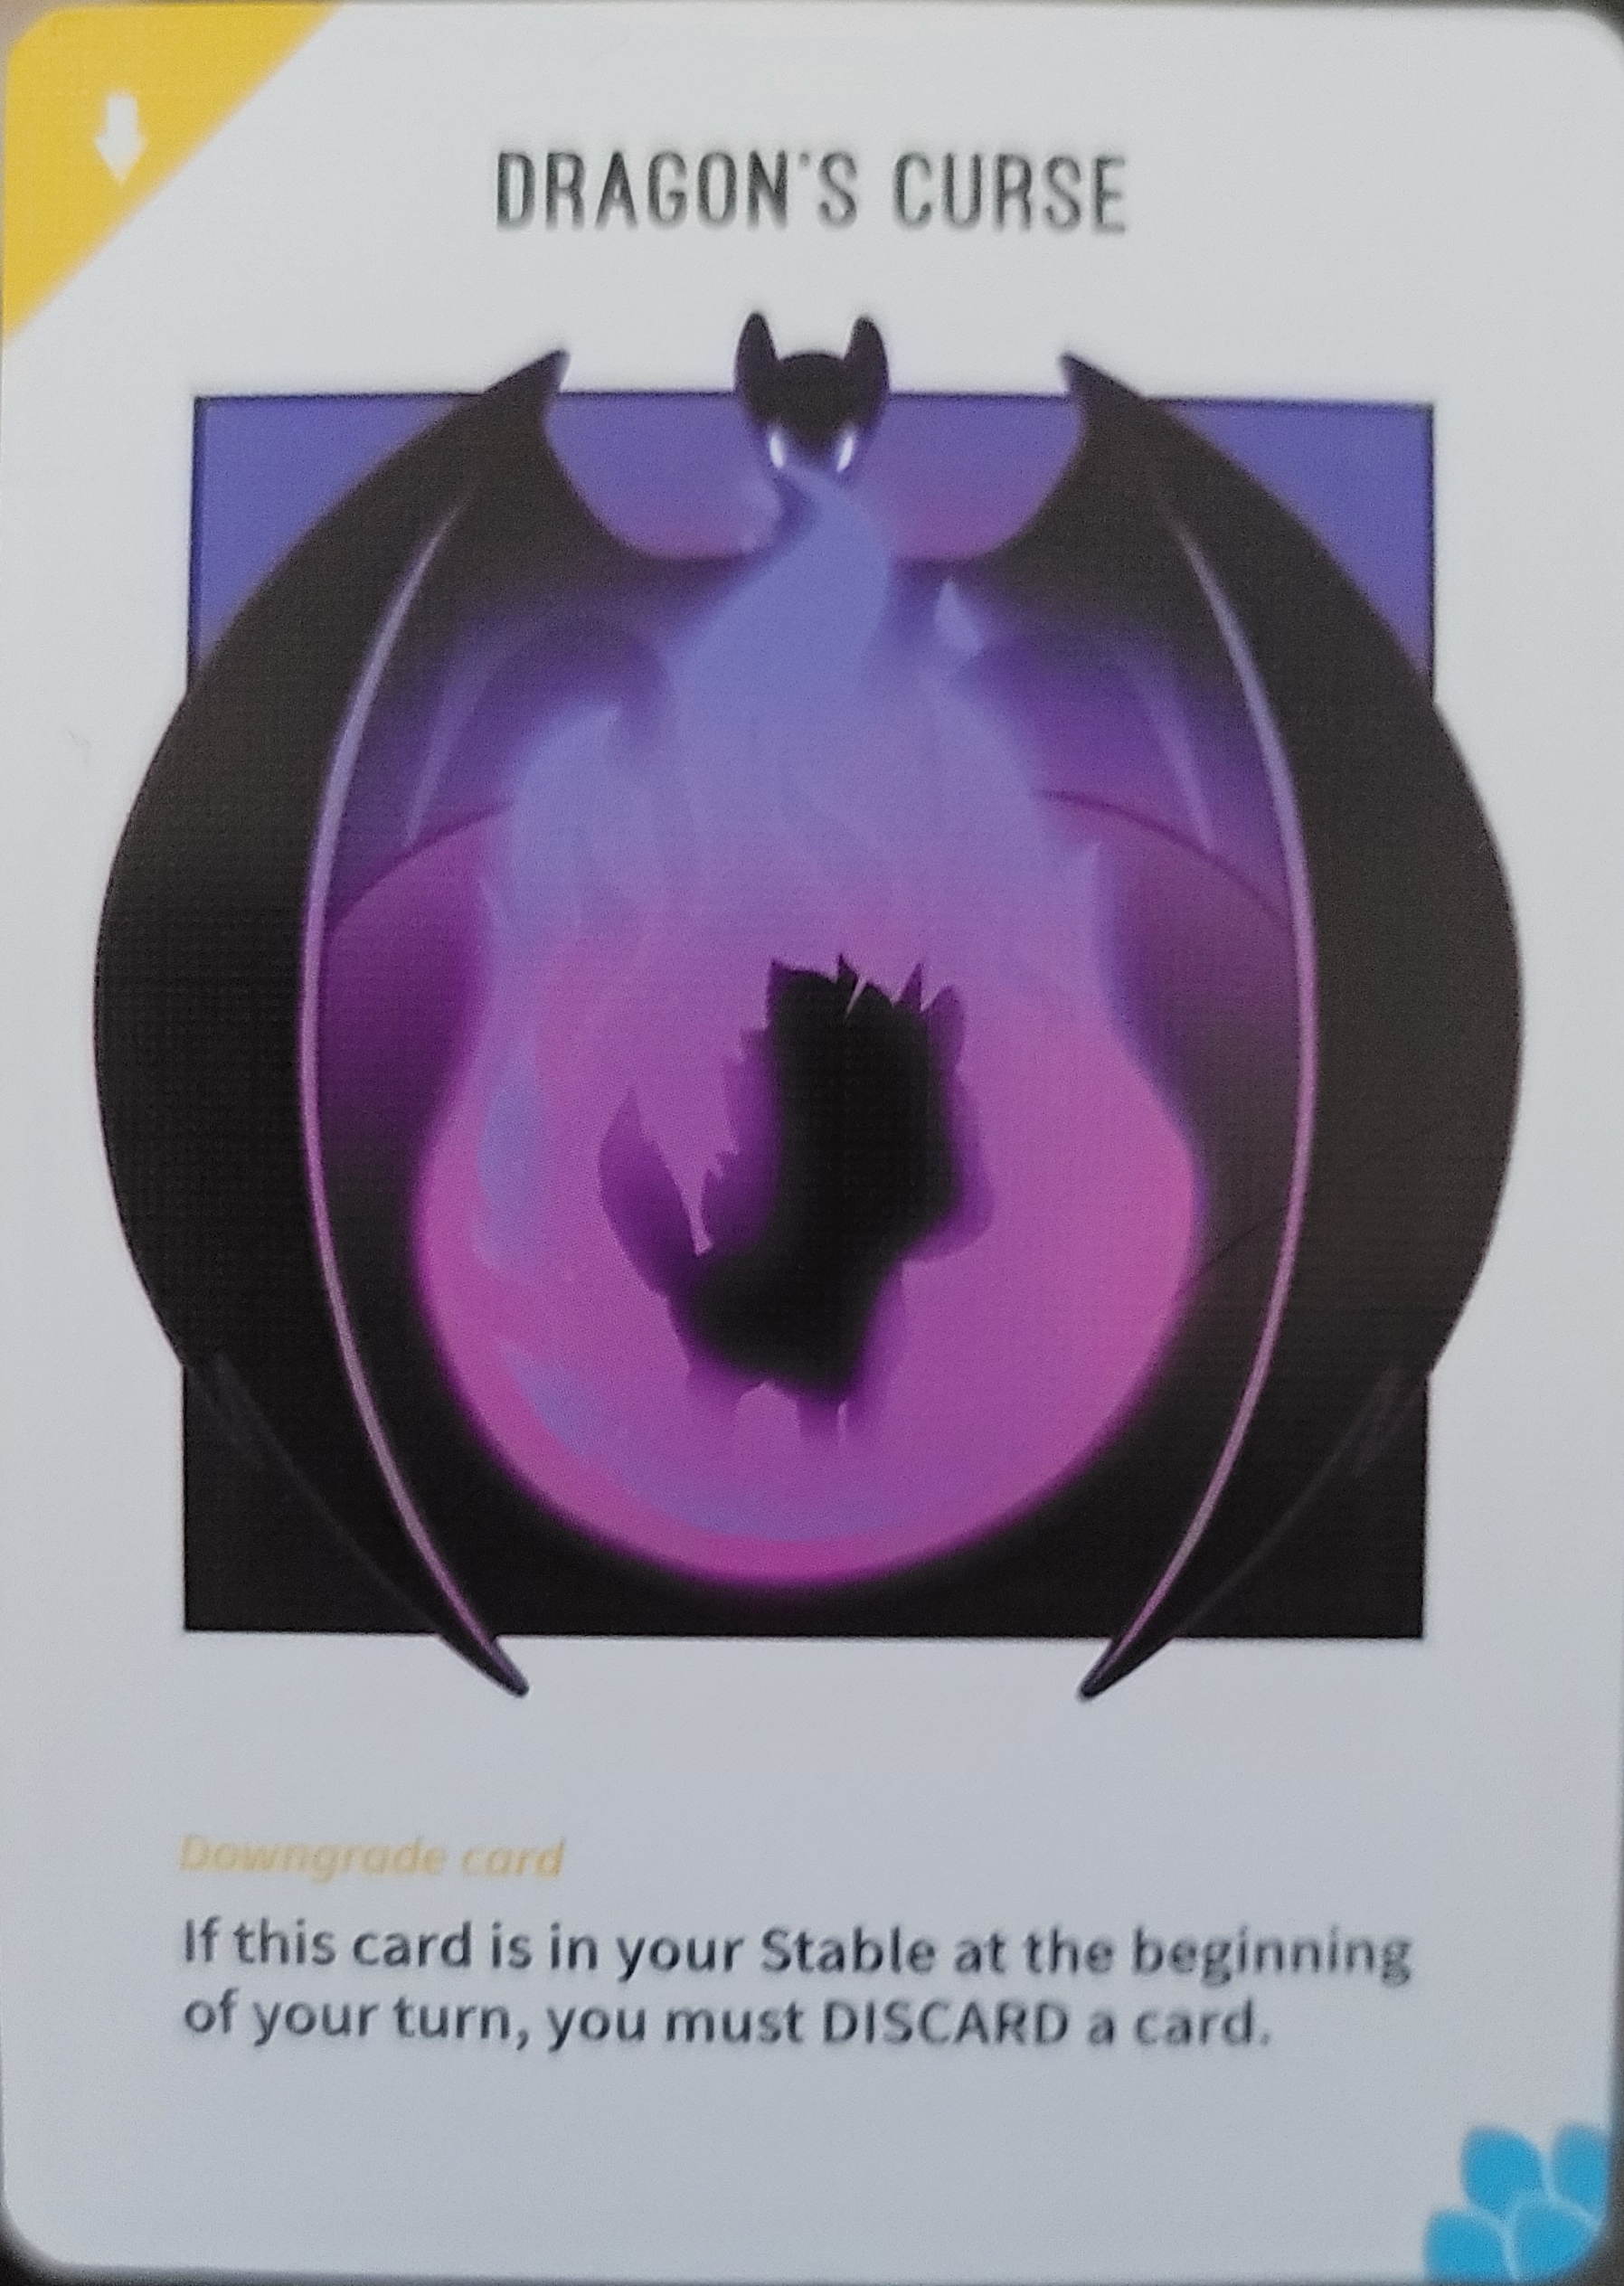 DRAGON'S CURSE
Downgrade card
If this card is in your Stable at the beginning
of your turn, you must DISCARD a card.